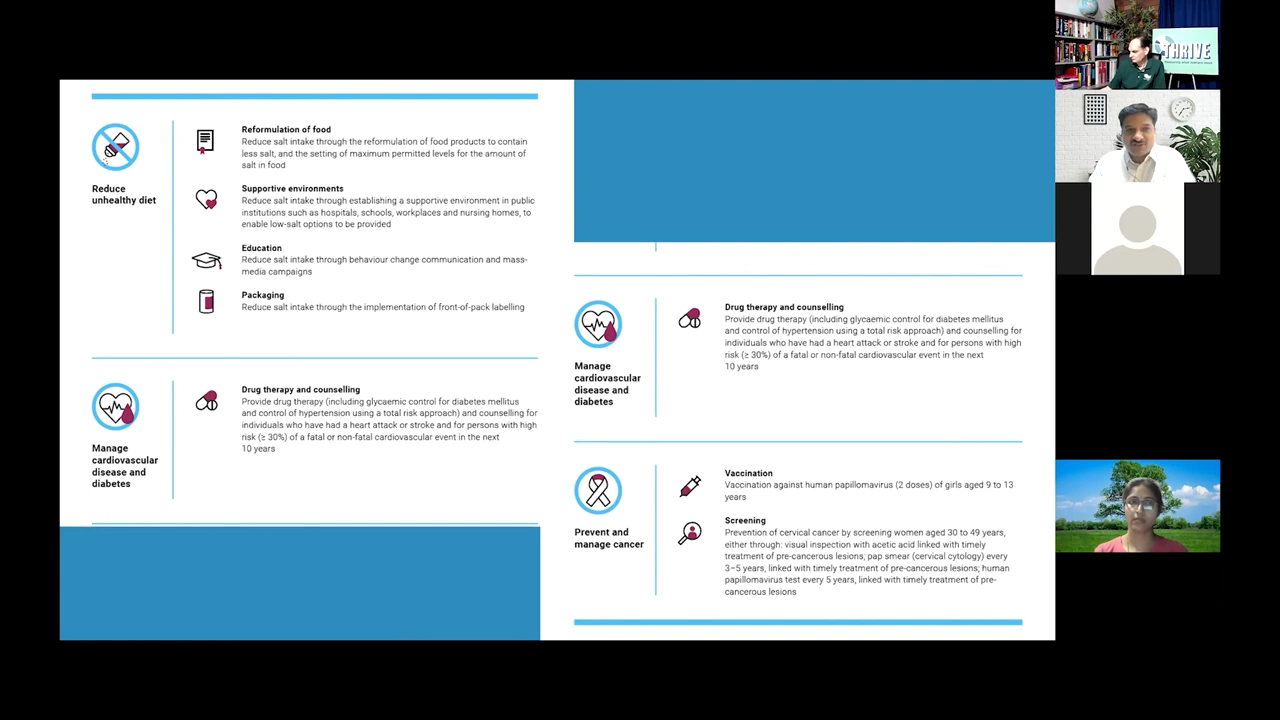 Reduce
unhealthy diet
Reformulation of food
Reduce salt intake through the reformulation of food products to contain
less salt, and the setting of maximum permitted levels for the amount of
salt in food
Supportive environments
Reduce salt intake through establishing a supportive environment in public
institutions such as hospitals, schools, workplaces and nursing homes, to
enable low-salt options to be provided
Education
Reduce salt intake through behaviour change communication and mass-
media campaigns
Packaging
Reduce salt intake through the implementation of front-of-pack labelling
Manage
cardiovascular
disease and
diabetes
Drug therapy and counselling
Provide drug therapy (including glycaemic control for diabetes mellitus
and control of hypertension using a total risk approach) and counselling for
individuals who have had a heart attack or stroke and for persons with high
risk (≥ 30%) of a fatal or non-fatal cardiovascular event in the next
10 years
Manage
cardiovascular
disease and
diabetes
Drug therapy and counselling
Provide drug therapy (including glycaemic control for diabetes mellitus
and control of hypertension using a total risk approach) and counselling for
individuals who have had a heart attack or stroke and for persons with high
risk (≥ 30%) of a fatal or non-fatal cardiovascular event in the next
10 years
Prevent and
manage cancer
Vaccination
Vaccination against human papillomavirus (2 doses) of girls aged 9 to 13
years
Screening
Prevention of cervical cancer by screening women aged 30 to 49 years,
either through: visual inspection with acetic acid linked with timely
treatment of pre-cancerous lesions; pap smear (cervical cytology) every
3–5 years, linked with timely treatment of pre-cancerous lesions; human
papillomavirus test every 5 years, linked with timely treatment of pre-
cancerous lesions
THRIVE